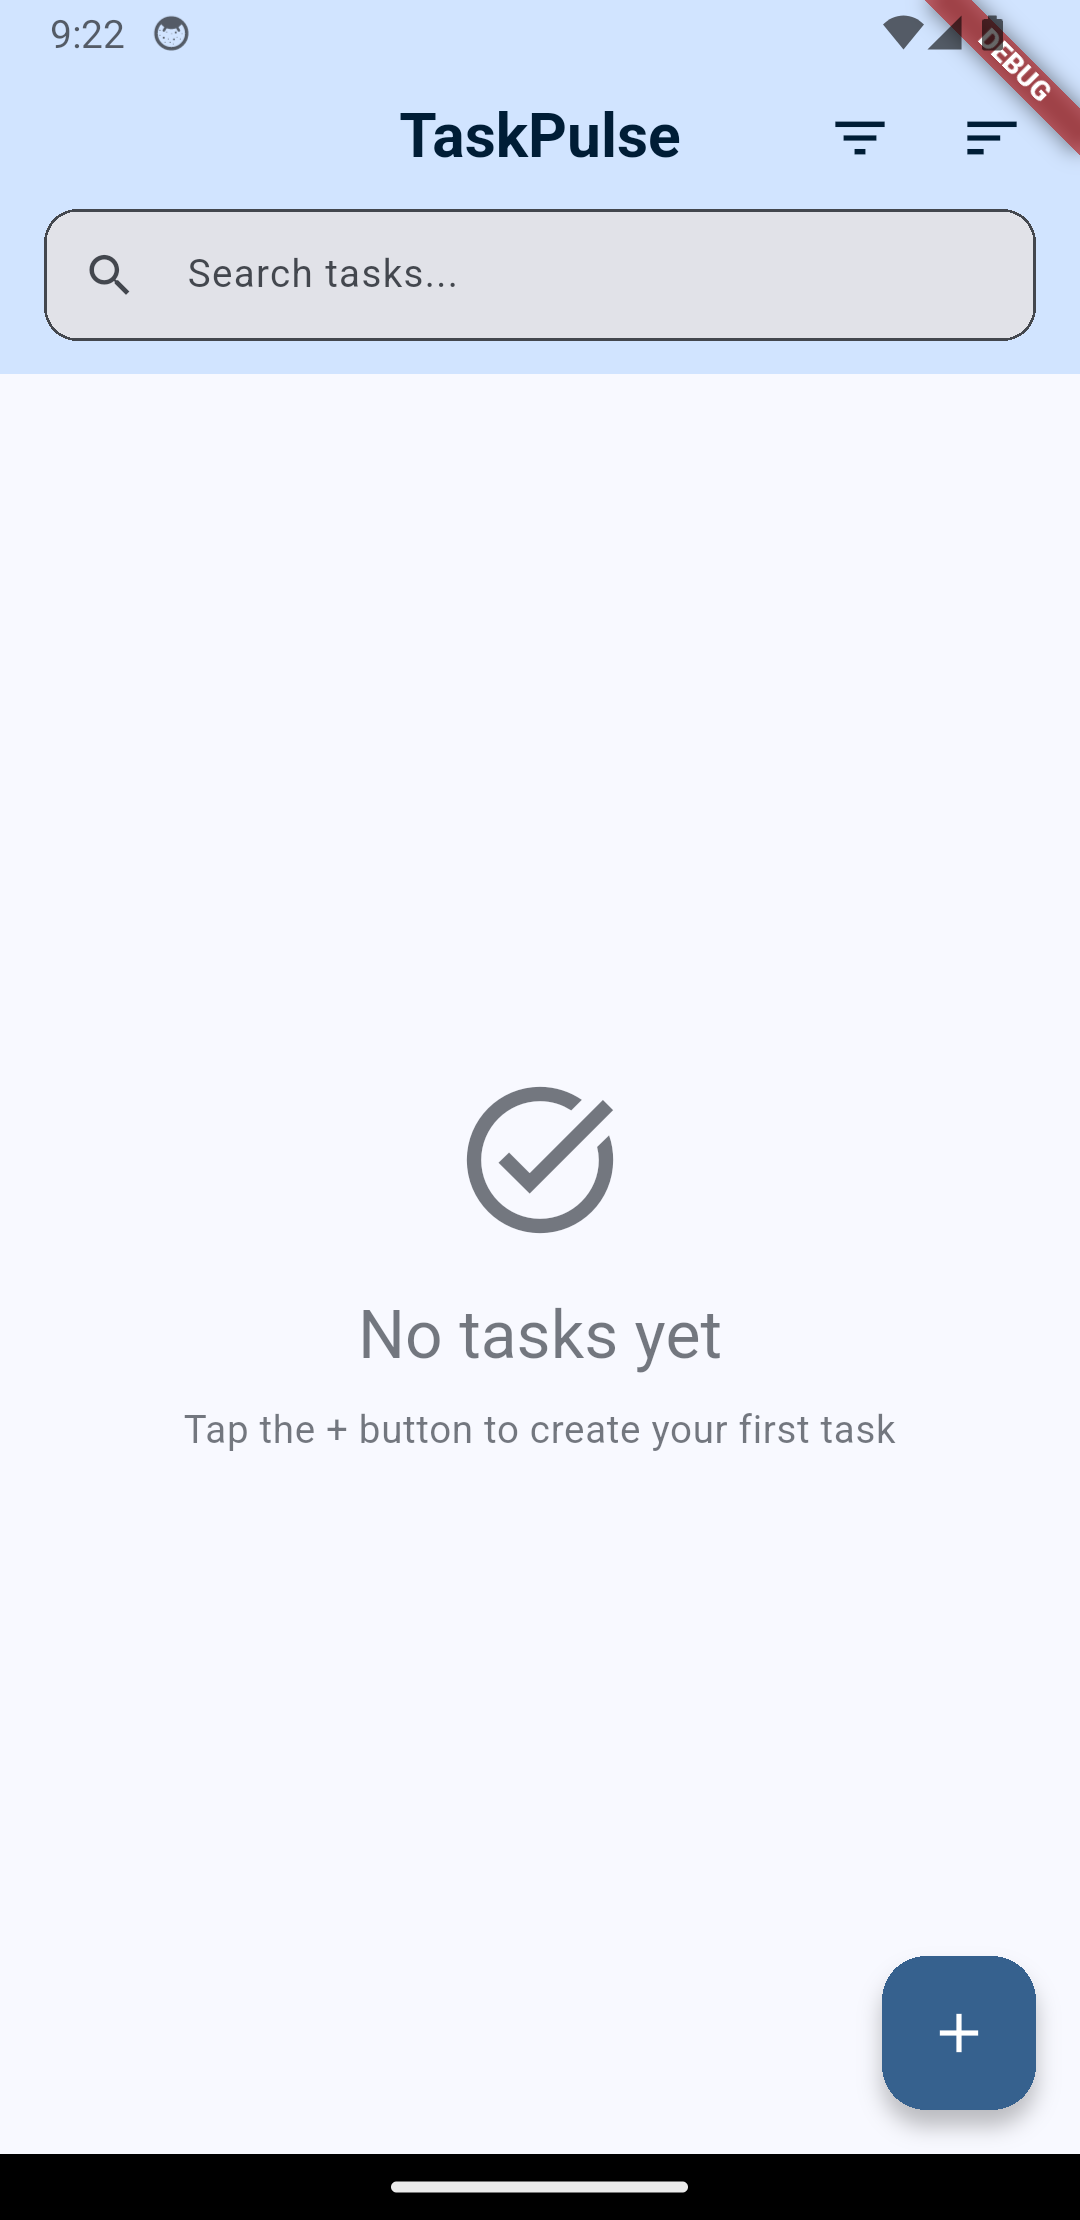 9:22
DEBUG
TaskPulse
Search tasks...
No tasks yet
Tap the + button to create your first task